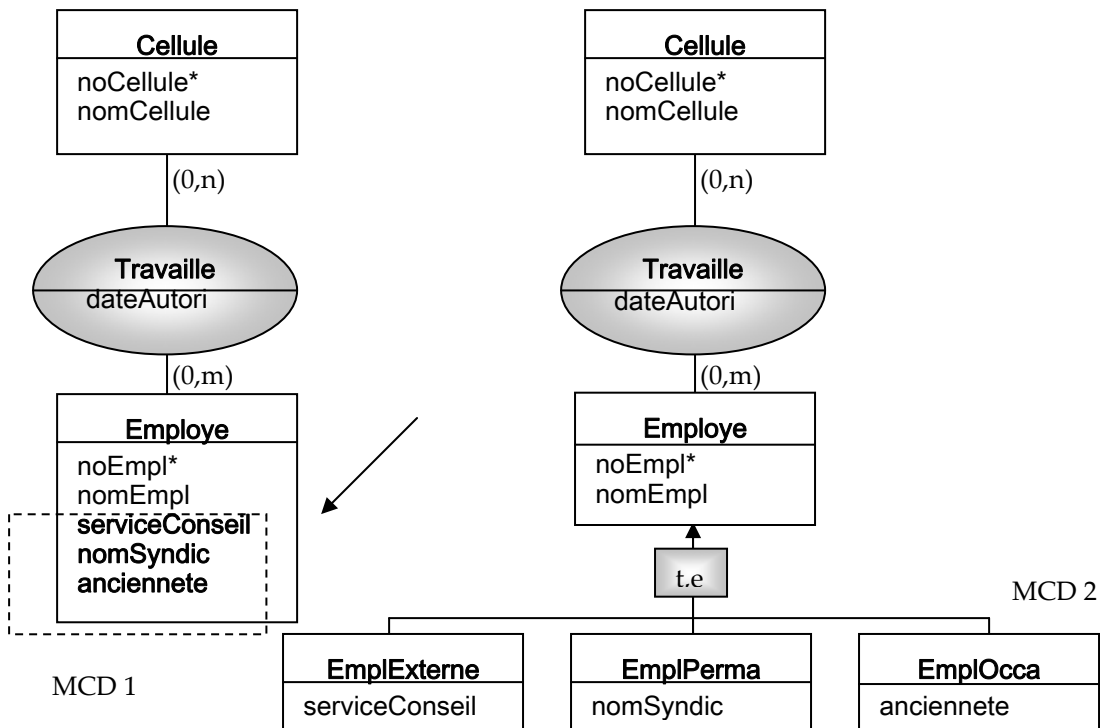 Cellule
noCellule*
nomCellule
(0,n)
Travaille
dateAutori
(0,m)
Employe
noEmpl*
nomEmpl
serviceConseil
nomSyndic
anciennete
MCD 1
Cellule
noCellule*
nomCellule
(0,n)
Travaille
dateAutori
(0,m)
Employe
noEmpl*
nomEmpl
t.e
MCD 2
EmplExterne
serviceConseil
EmplPerma
nomSyndic
EmplOcca
anciennete